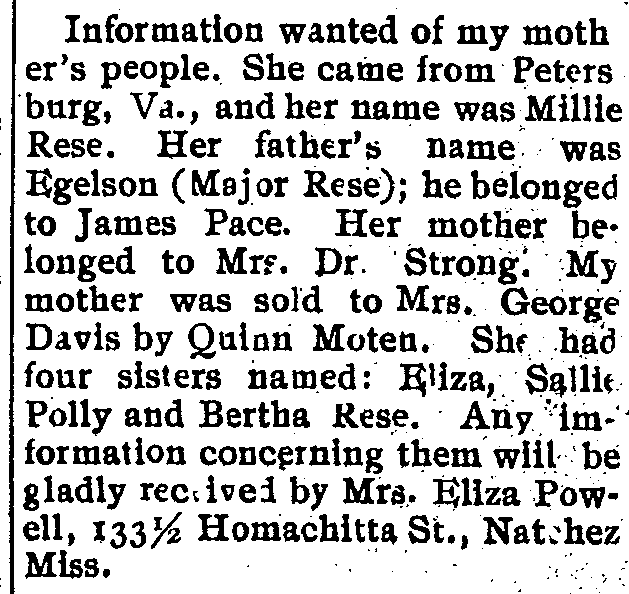 Information wanted of my moth
er's people. She came from Peters
burg, Va., and her name was Millie
Rese. Her father's name was
Egelson (Major Rese); he belonged
to James Pace. Her mother be-
longed to Mrs. Dr. Strong. My
mother was sold to Mrs. George
Davis by Quinn Moten. She had
four sisters named: Eliza, Sallie
Polly and Bertha Rese. Any im-
formation concerning them will be
gladly received by Mrs. Eliza Pow-
ell, 133½ Homachitta St., Natchez
Miss.